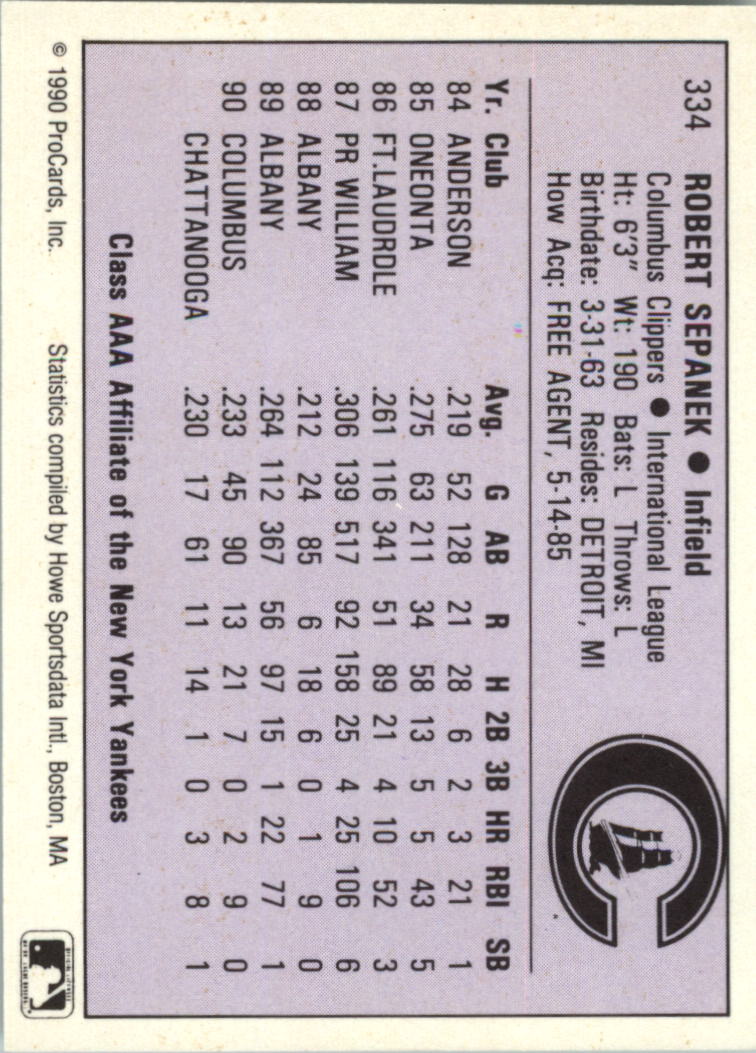 334 ROBERT SEPANEK ● Infield
Columbus Clippers ● International League
Ht: 6'3" Wt: 190 Bats: L Throws: L
Birthdate: 3-31-63 Resides: DETROIT, MI
How Acq: FREE AGENT, 5-14-85
Yr. Club Avg. G AB R H 2B 3B HR RBI SB
84 ANDERSON .219 52 128 21 28 6 2 3 21 1
85 ONEONTA .275 63 211 34 58 13 5 5 43 5
86 FT.LAUDRDLE .261 116 341 51 89 21 4 10 52 3
87 PR WILLIAM .306 139 517 92 158 25 4 25 106 6
88 ALBANY .212 24 85 6 18 6 0 1 9 0
89 ALBANY .264 112 367 56 97 15 1 22 77 1
90 COLUMBUS .233 45 90 13 21 7 0 2 9 0
CHATTANOOGA .230 17 61 11 14 1 0 3 8 1
Class AAA Affiliate of the New York Yankees
© 1990 ProCards, Inc. Statistics compiled by Howe Sportsdata Intl., Boston, MA